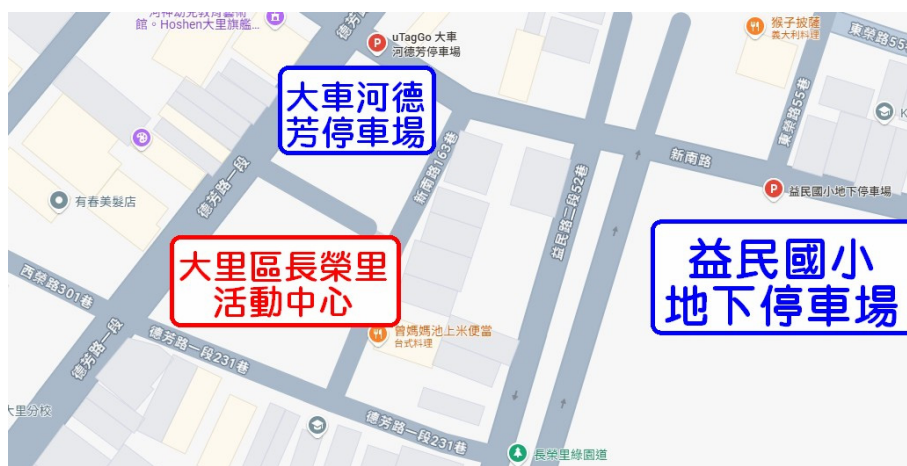 館。Hoshen大里旗艦...
德芳路一段
uTagGo 大車
河德芳停車場
猴子披薩
義大利料理
東榮路55巷
大車河德
芳停車場
新南路163巷
東榮路55巷
K
新南路
德芳路一段
有春美髮店
益民國小地下停車場
益民路二段52巷
大里區長榮里
活動中心
益民國小
地下停車場
西榮路301巷
曾媽媽池上米便當
台式料理
德芳路一段231巷
德芳路一段
大里分校
德芳路一段231巷
長榮里綠園道